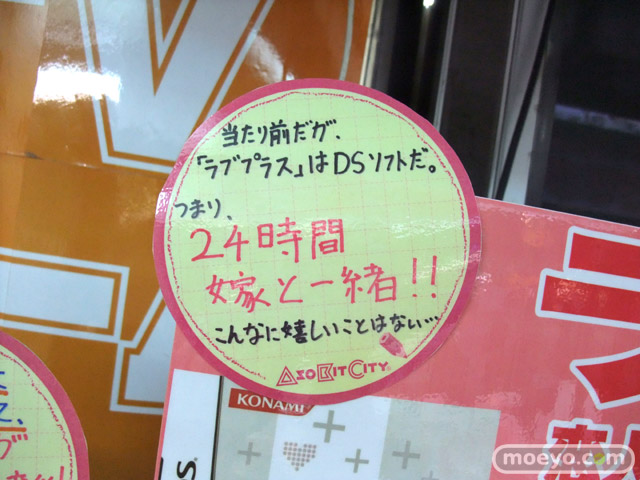 当たり前だが、
「ラブプラス」はDSソフトだ。
つまり、
24時間
嫁と一緒!!
こんなに嬉しいことはない…
ASOBITCITY
KONAMI
moeyo.com